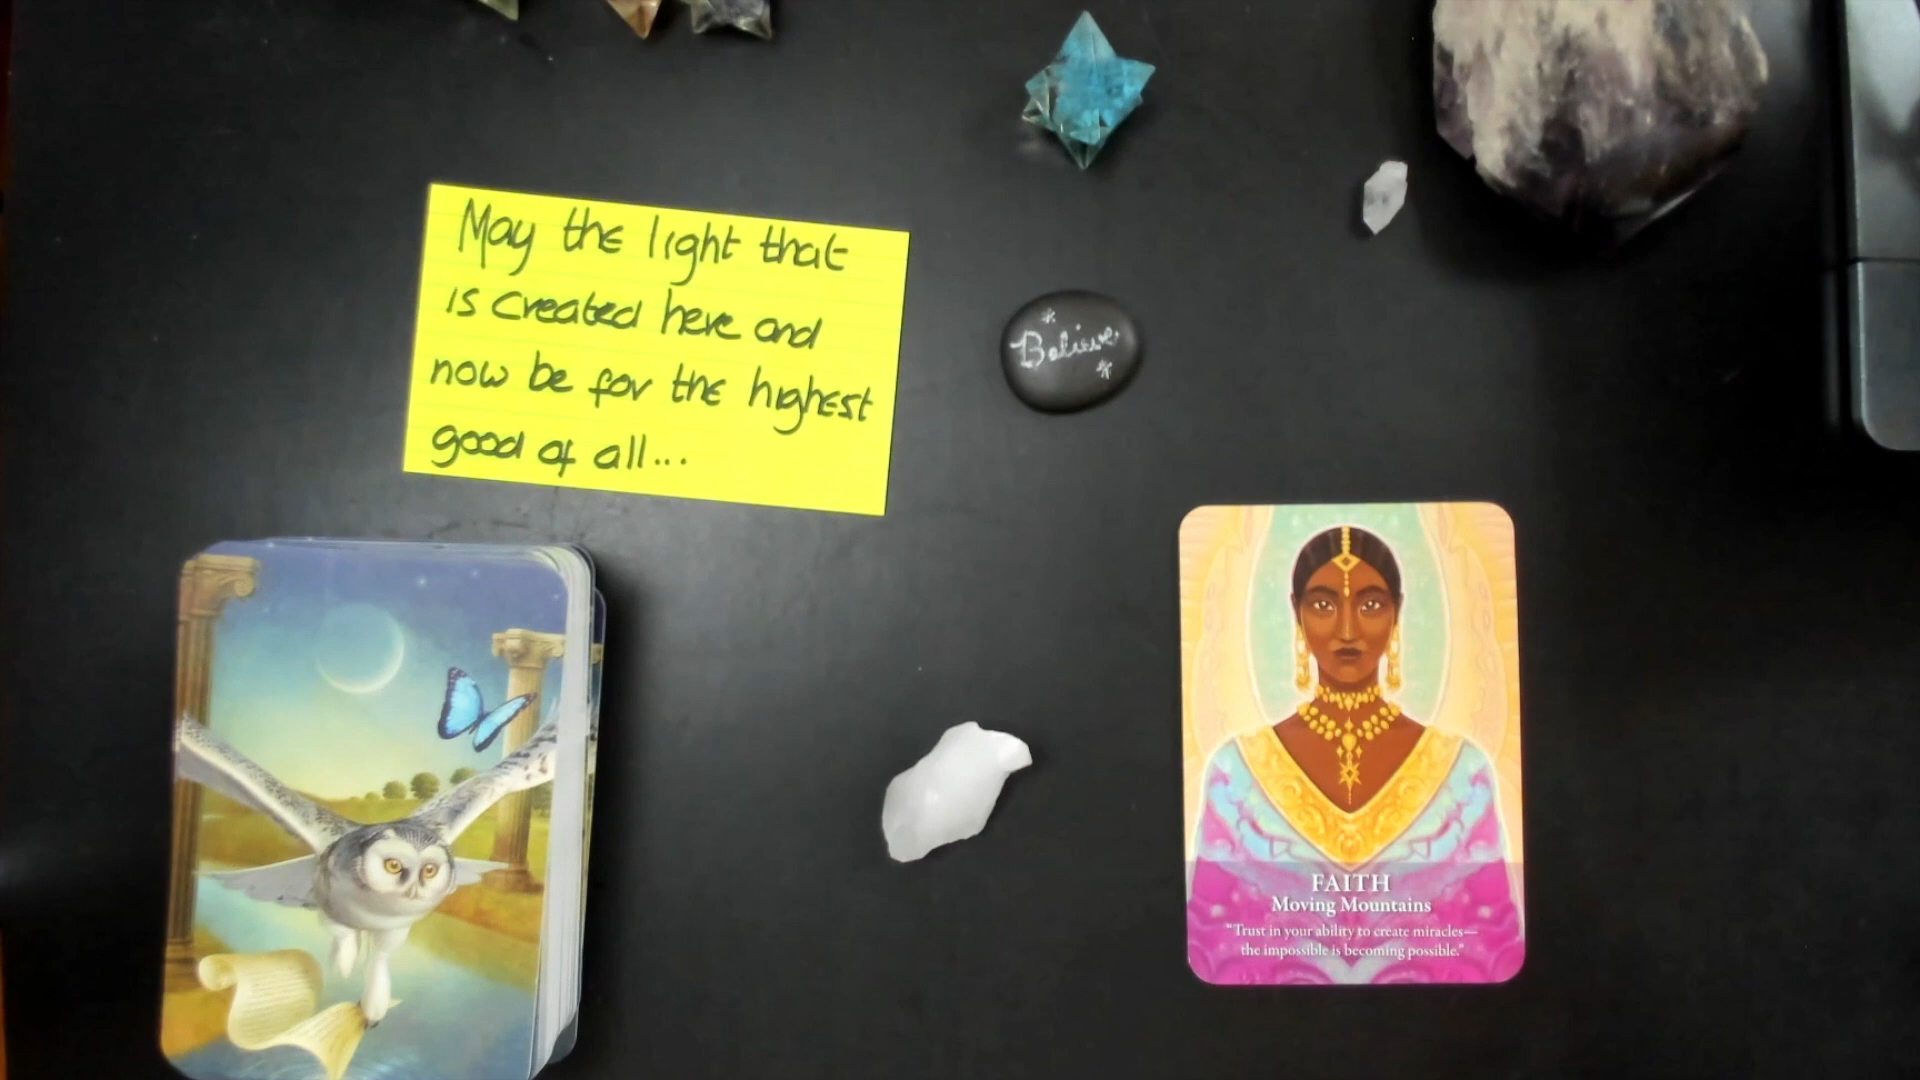 May the light that
is created here and
now be for the highest
good of all...
Believe
FAITH
Moving Mountains
"Trust in your ability to create miracles—
the impossible is becoming possible."